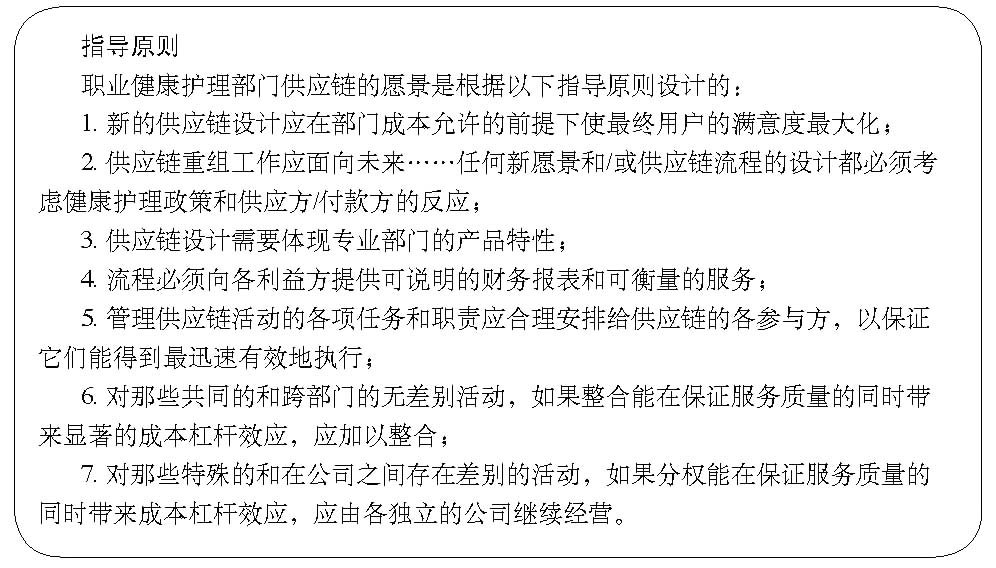 指导原则
职业健康护理部门供应链的愿景是根据以下指导原则设计的：
1. 新的供应链设计应在部门成本允许的前提下使最终用户的满意度最大化；
2. 供应链重组工作应面向未来……任何新愿景和/或供应链流程的设计都必须考
虑健康护理政策和供应方/付款方的反应；
3. 供应链设计需要体现专业部门的产品特性；
4. 流程必须向各利益方提供可说明的财务报表和可衡量的服务；
5. 管理供应链活动的各项任务和职责应合理安排给供应链的各参与方，以保证
它们能得到最迅速有效地执行；
6. 对那些共同的和跨部门的无差别活动，如果整合能在保证服务质量的同时带
来显著的成本杠杆效应，应加以整合；
7. 对那些特殊的和在公司之间存在差别的活动，如果分权能在保证服务质量的
同时带来成本杠杆效应，应由各独立的公司继续经营。